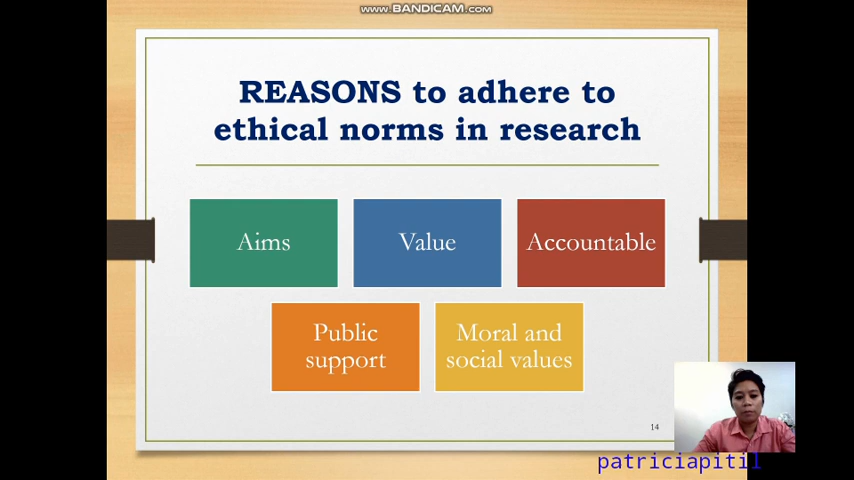 www.BANDICAM.com
REASONS to adhere to
ethical norms in research
Aims
Value
Accountable
Public
support
Moral and
social values
14
patriciapitil